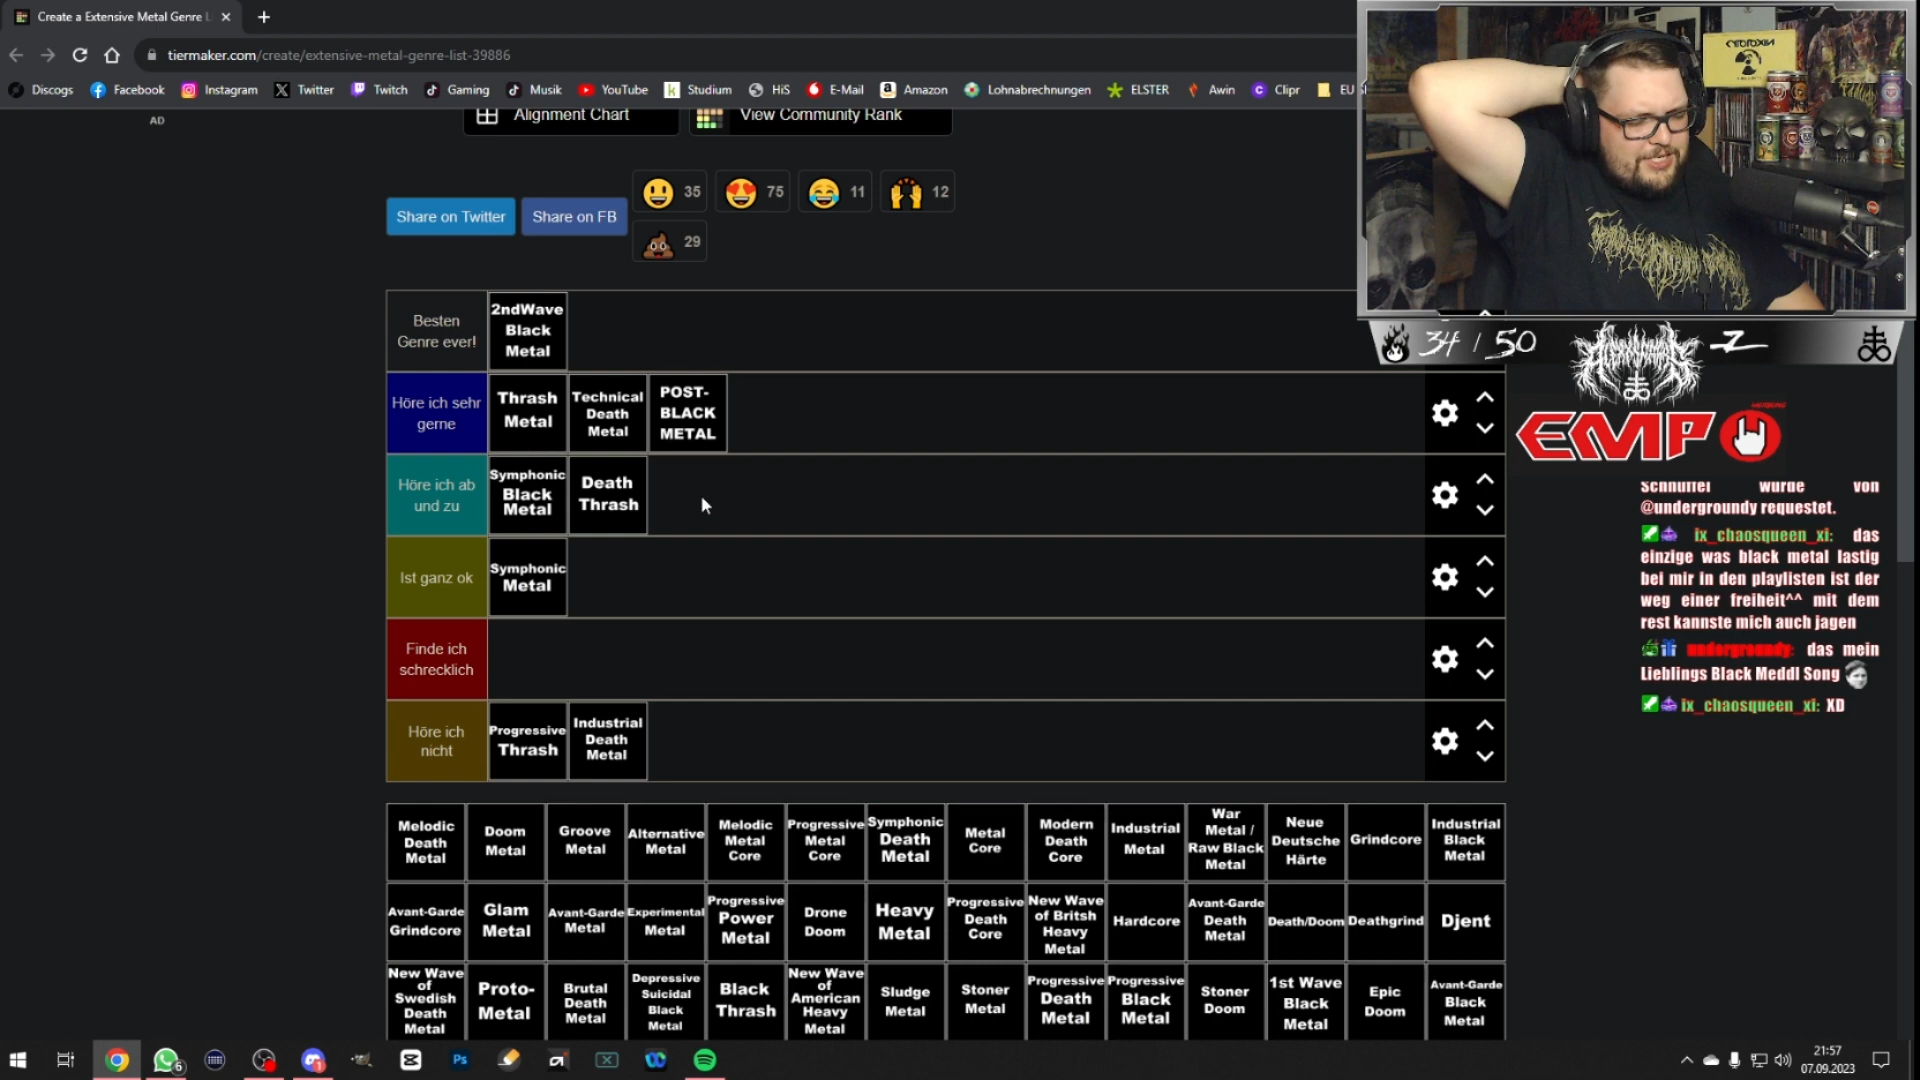 Create a Extensive Metal Genre L
tiermaker.com/create/extensive-metal-genre-list-39886
Discogs Facebook Instagram Twitter Twitch Gaming Musik YouTube Studium HiS E-Mail Amazon Lohnabrechnungen ELSTER Awin Clipr EU
AD
Alignment Chart
View Community Rank
Share on Twitter
Share on FB
35
75
11
12
29
Besten
Genre ever!
2ndWave
Black
Metal
Höre ich sehr
gerne
Thrash
Metal
Technical
Death
Metal
POST-
BLACK
METAL
Höre ich ab
und zu
Symphonic
Black
Metal
Death
Thrash
Ist ganz ok
Symphonic
Metal
Finde ich
schrecklich
Höre ich
nicht
Progressive
Thrash
Industrial
Death
Metal
Melodic
Death
Metal
Doom
Metal
Groove
Metal
Alternative
Metal
Melodic
Metal
Core
Progressive
Metal
Core
Symphonic
Death
Metal
Metal
Core
Modern
Death
Core
Industrial
Metal
War
Metal /
Raw Black
Metal
Neue
Deutsche
Härte
Grindcore
Industrial
Black
Metal
Avant-Garde
Grindcore
Glam
Metal
Avant-Garde
Metal
Experimental
Metal
Progressive
Power
Metal
Drone
Doom
Heavy
Metal
Progressive
Death
Core
New Wave
of Britsh
Heavy
Metal
Hardcore
Avant-Garde
Death
Metal
Death/Doom
Deathgrind
Djent
New Wave
of
Swedish
Death
Metal
Proto-
Metal
Brutal
Death
Metal
Depressive
Suicidal
Black
Metal
Black
Thrash
New Wave
of
American
Heavy
Metal
Sludge
Metal
Stoner
Metal
Progressive
Death
Metal
Progressive
Black
Metal
Stoner
Doom
1st Wave
Black
Metal
Epic
Doom
Avant-Garde
Black
Metal
34 / 50
EMP
Schnuffel wurde von
@undergroundy requestet.
ix_chaosqueen_xi: das
einzige was black metal lastig
bei mir in den playlisten ist der
weg einer freiheit^^ mit dem
rest kannste mich auch jagen
undergroundy: das mein
Lieblings Black Meddl Song
ix_chaosqueen_xi: XD
21:57
07.09.2023